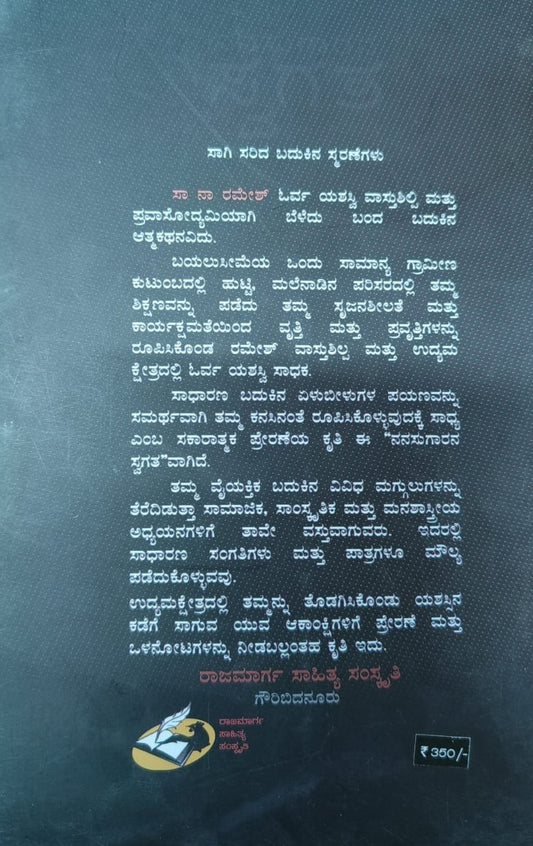 ಸಾಗಿ ಸರಿದ ಬದುಕಿನ ಸ್ಮರಣೆಗಳು
ಸಾ ನಾ ರಮೇಶ್ ಓರ್ವ ಯಶಸ್ವಿ ವಾಸ್ತುಶಿಲ್ಪಿ ಮತ್ತು
ಪ್ರವಾಸೋದ್ಯಮಿಯಾಗಿ ಬೆಳೆದು ಬಂದ ಬದುಕಿನ
ಆತ್ಮಕಥನವಿದು.
ಬಯಲುಸೀಮೆಯ ಒಂದು ಸಾಮಾನ್ಯ ಗ್ರಾಮೀಣ
ಕುಟುಂಬದಲ್ಲಿ ಹುಟ್ಟಿ, ಮಲೆನಾಡಿನ ಪರಿಸರದಲ್ಲಿ ತಮ್ಮ
ಶಿಕ್ಷಣವನ್ನು ಪಡೆದು ತಮ್ಮ ಸೃಜನಶೀಲತೆ ಮತ್ತು
ಕಾರ್ಯಕ್ಷಮತೆಯಿಂದ ವೃತ್ತಿ ಮತ್ತು ಪ್ರವೃತ್ತಿಗಳನ್ನು
ರೂಪಿಸಿಕೊಂಡ ರಮೇಶ್ ವಾಸ್ತುಶಿಲ್ಪ ಮತ್ತು ಉದ್ಯಮ
ಕ್ಷೇತ್ರದಲ್ಲಿ ಓರ್ವ ಯಶಸ್ವಿ ಸಾಧಕ.
ಸಾಧಾರಣ ಬದುಕಿನ ಏಳುಬೀಳುಗಳ ಪಯಣವನ್ನು
ಸಮರ್ಥವಾಗಿ ತಮ್ಮ ಕನಸಿನಂತೆ ರೂಪಿಸಿಕೊಳ್ಳುವುದಕ್ಕೆ ಸಾಧ್ಯ
ಎಂಬ ಸಕಾರಾತ್ಮಕ ಪ್ರೇರಣೆಯ ಕೃತಿ ಈ "ನನಸುಗಾರನ
ಸ್ವಗತ"ವಾಗಿದೆ.
ತಮ್ಮ ವೈಯಕ್ತಿಕ ಬದುಕಿನ ವಿವಿಧ ಮಗ್ಗುಲುಗಳನ್ನು
ತೆರೆದಿಡುತ್ತಾ ಸಾಮಾಜಿಕ, ಸಾಂಸ್ಕೃತಿಕ ಮತ್ತು ಮನಶಾಸ್ತ್ರೀಯ
ಅಧ್ಯಯನಗಳಿಗೆ ತಾವೇ ವಸ್ತುವಾಗುವರು. ಇದರಲ್ಲಿ
ಸಾಧಾರಣ ಸಂಗತಿಗಳು ಮತ್ತು ಪಾತ್ರಗಳೂ ಮೌಲ್ಯ
ಪಡೆದುಕೊಳ್ಳುವವು.
ಉದ್ಯಮಕ್ಷೇತ್ರದಲ್ಲಿ ತಮ್ಮನ್ನು ತೊಡಗಿಸಿಕೊಂಡು ಯಶಸ್ಸಿನ
ಕಡೆಗೆ ಸಾಗುವ ಯುವ ಆಕಾಂಕ್ಷಿಗಳಿಗೆ ಪ್ರೇರಣೆ ಮತ್ತು
ಒಳನೋಟಗಳನ್ನು ನೀಡಬಲ್ಲಂತಹ ಕೃತಿ ಇದು.
ರಾಜಮಾರ್ಗ ಸಾಹಿತ್ಯ ಸಂಸ್ಕೃತಿ
ಗೌರಿಬಿದನೂರು
ರಾಜಮಾರ್ಗ
ಸಾಹಿತ್ಯ
ಸಂಸ್ಕೃತಿ
₹ 350/-